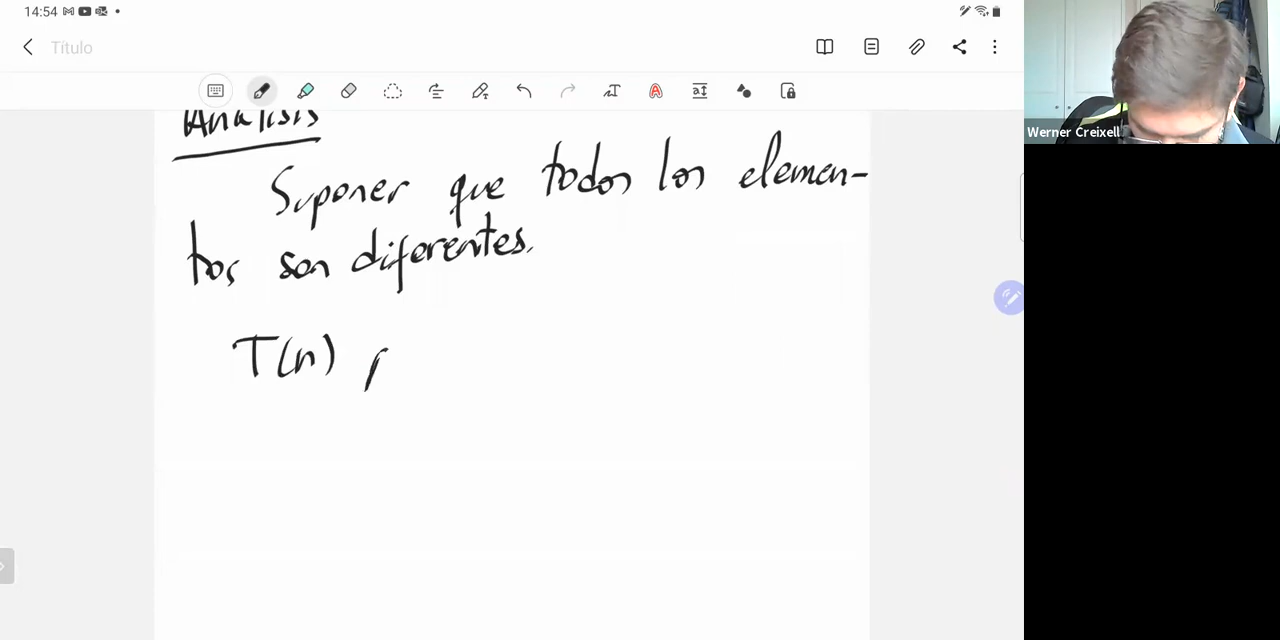 14:54
Título
Werner Creixell
Análisis
Suponer que todos los elemen-
tos son diferentes.
T(n)